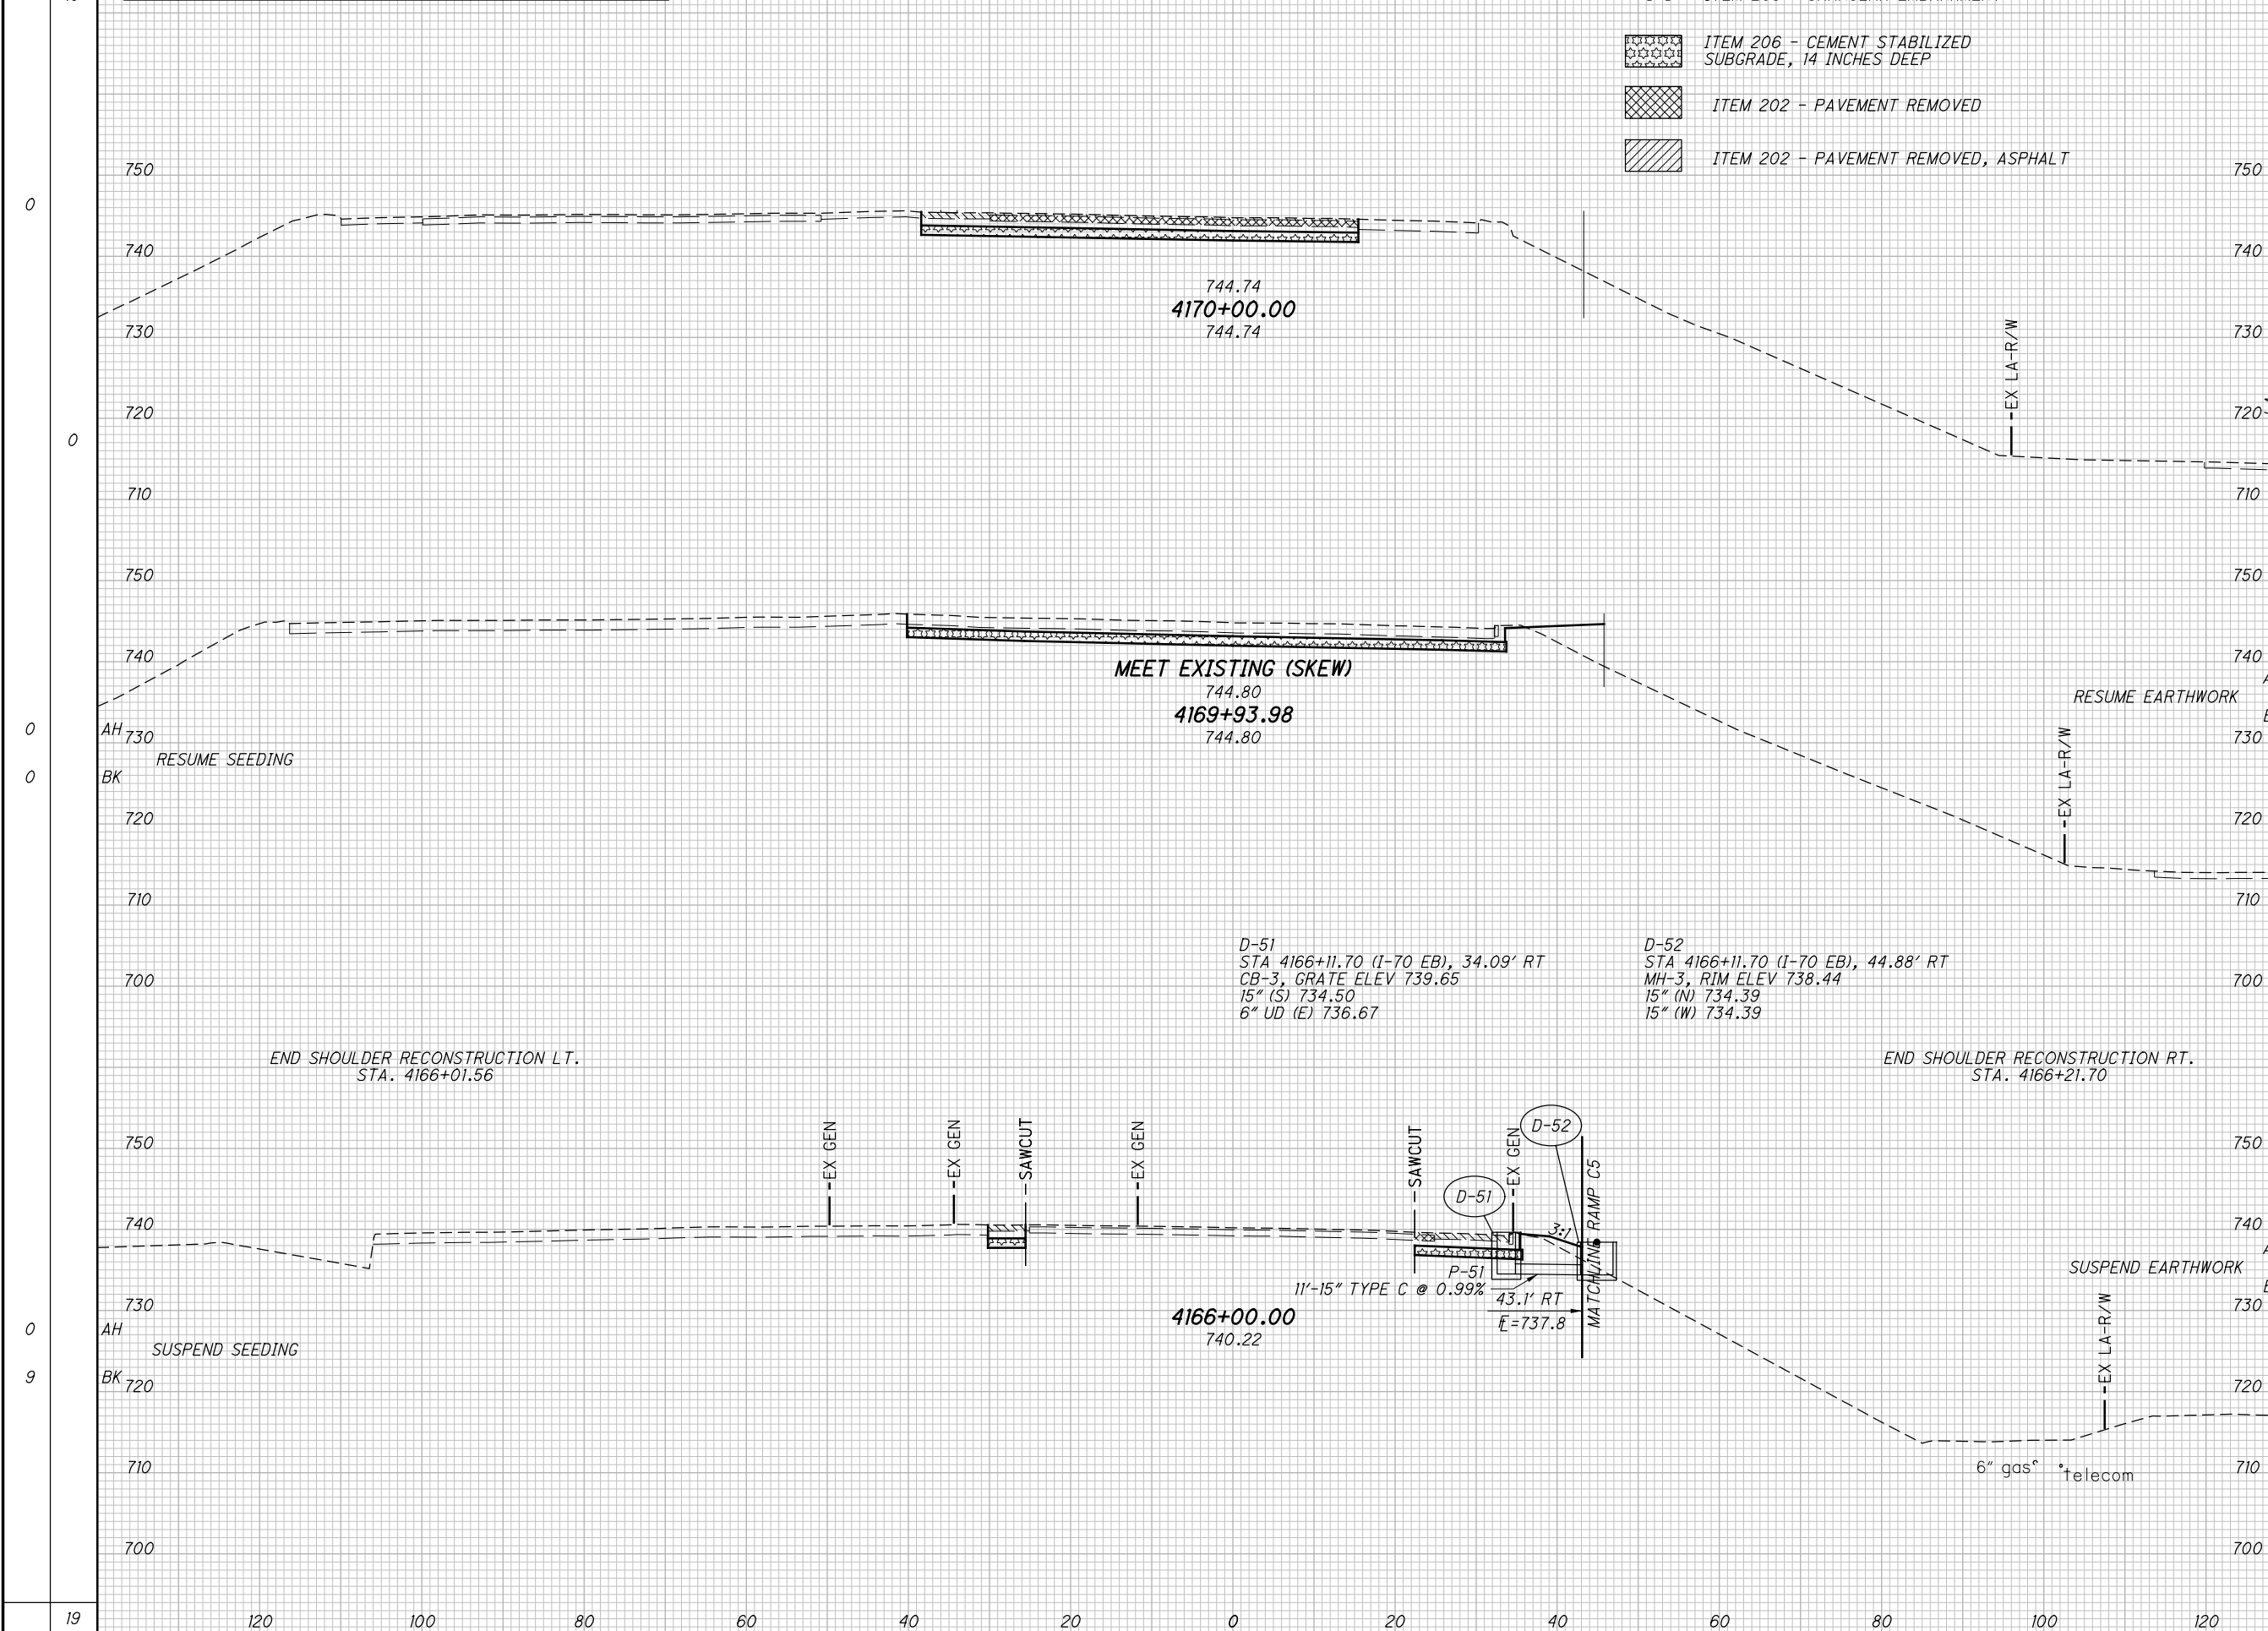 ITEM 206 - CEMENT STABILIZED
SUBGRADE, 14 INCHES DEEP
ITEM 202 - PAVEMENT REMOVED
ITEM 202 - PAVEMENT REMOVED, ASPHALT
750
750
0
740
740
744.74
4170+00.00
744.74
730
730
EX LA-R/W
720
720
0
710
710
750
750
740
740
MEET EXISTING (SKEW)
744.80
4169+93.98
744.80
RESUME EARTHWORK
0
AH
730
730
RESUME SEEDING
0
BK
EX LA-R/W
720
720
710
710
D-51
STA 4166+11.70 (I-70 EB), 34.09' RT
CB-3, GRATE ELEV 739.65
15" (S) 734.50
6" UD (E) 736.67
D-52
STA 4166+11.70 (I-70 EB), 44.88' RT
MH-3, RIM ELEV 738.44
15" (N) 734.39
15" (W) 734.39
700
700
END SHOULDER RECONSTRUCTION LT.
STA. 4166+01.56
END SHOULDER RECONSTRUCTION RT.
STA. 4166+21.70
750
750
EX GEN
EX GEN
SAWCUT
EX GEN
SAWCUT
EX GEN
D-52
D-51
MATCHLINE RAMP C5
3:1
740
740
P-51
11'-15" TYPE C @ 0.99%
43.1' RT
=737.8
SUSPEND EARTHWORK
730
730
4166+00.00
740.22
0
AH
SUSPEND SEEDING
9
BK
EX LA-R/W
720
720
710
710
6" gas
telecom
700
700
19
120
100
80
60
40
20
0
20
40
60
80
100
120